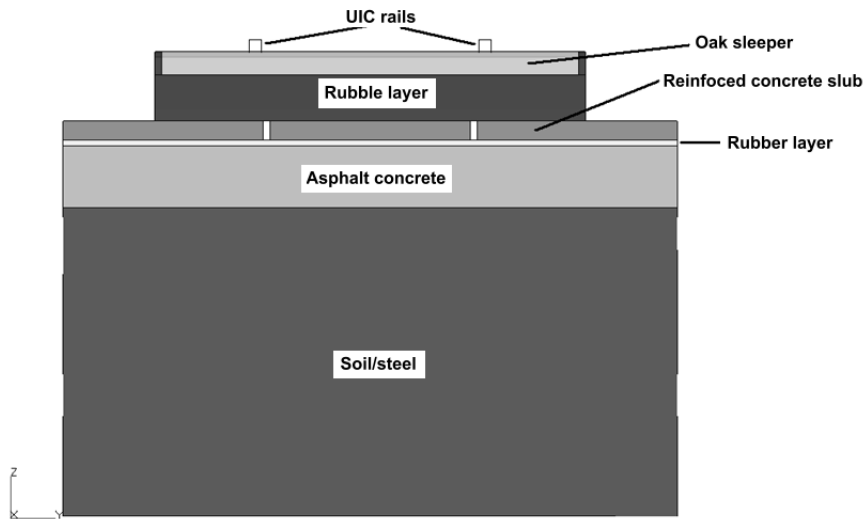 UIC rails
Oak sleeper
Rubble layer
Reinfoced concrete slub
Rubber layer
Asphalt concrete
Soil/steel
Z
X
Y